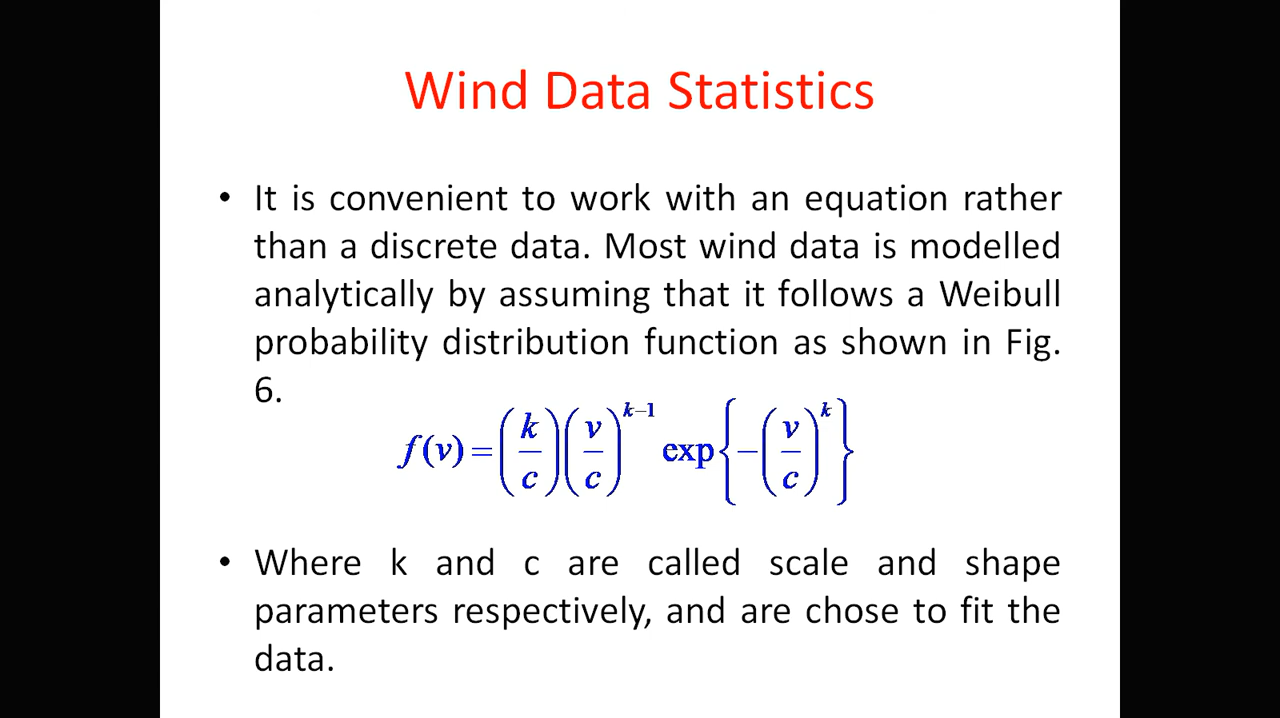 Wind Data Statistics
• It is convenient to work with an equation rather
than a discrete data. Most wind data is modelled
analytically by assuming that it follows a Weibull
probability distribution function as shown in Fig.
6.
f(v) = (k/c)(v/c)^{k−1} exp{−(v/c)^k}
• Where k and c are called scale and shape
parameters respectively, and are chose to fit the
data.